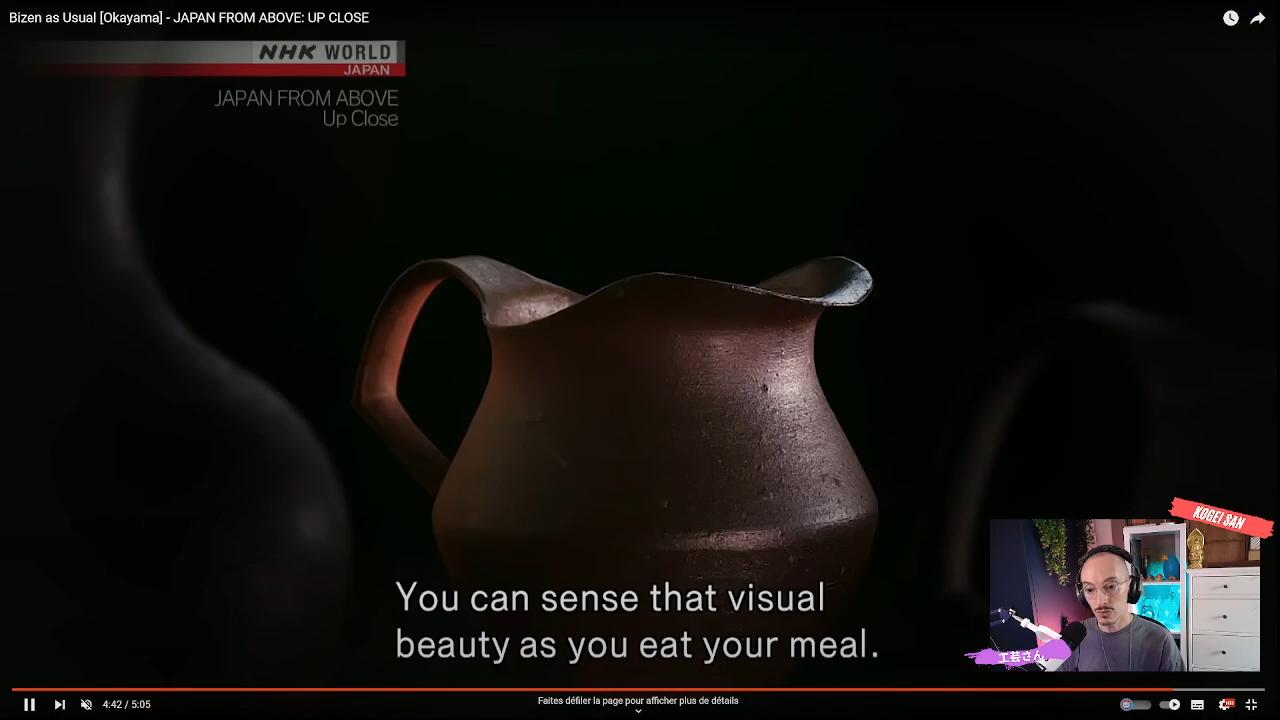 Bizen as Usual [Okayama] - JAPAN FROM ABOVE: UP CLOSE
NHK WORLD
JAPAN
JAPAN FROM ABOVE
Up Close
KOGEI SAN
You can sense that visual
beauty as you eat your meal.
工芸さん
4:42 / 5:05
Faites défiler la page pour afficher plus de détails